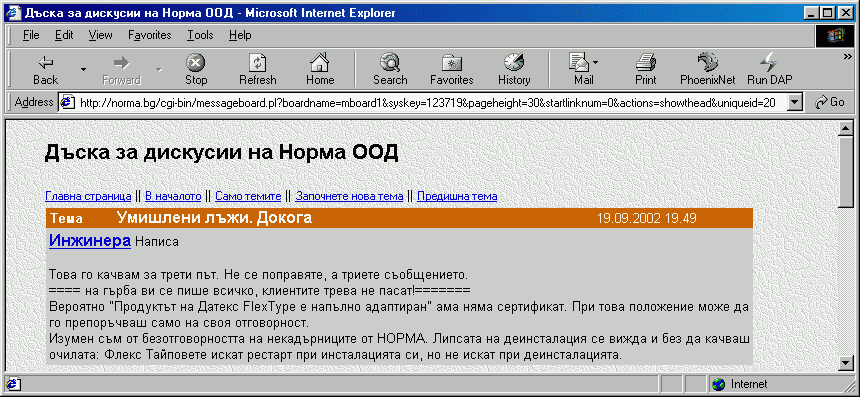 Дъска за дискусии на Норма ООД - Microsoft Internet Explorer
File Edit View Favorites Tools Help
Back Forward Stop Refresh Home Search Favorites History Mail Print PhoenixNet Run DAP »
Address http://norma.bg/cgi-bin/messageboard.pl?boardname=mboard1&syskey=123719&pageheight=30&startlinknum=0&actions=showthead&uniqueid=20 Go
Дъска за дискусии на Норма ООД
Главна страница || В началото || Само темите || Започнете нова тема || Предишна тема
Тема Умишлени лъжи. Докога 19.09.2002 19.49
Инжинера Написа
Това го качвам за трети път. Не се поправяте, а триете съобщението.
==== на гърба ви се пише всичко, клиентите трева не пасат!=======
Вероятно "Продуктът на Датекс FlexType е напълно адаптиран" ама няма сертификат. При това положение може да
го препоръчваш само на своя отговорност.
Изумен съм от безотговорността на некадърниците от НОРМА. Липсата на деинсталация се вижда и без да качваш
очилата: Флекс Тайповете искат рестарт при инсталацията си, но не искат при деинсталацията.
Internet